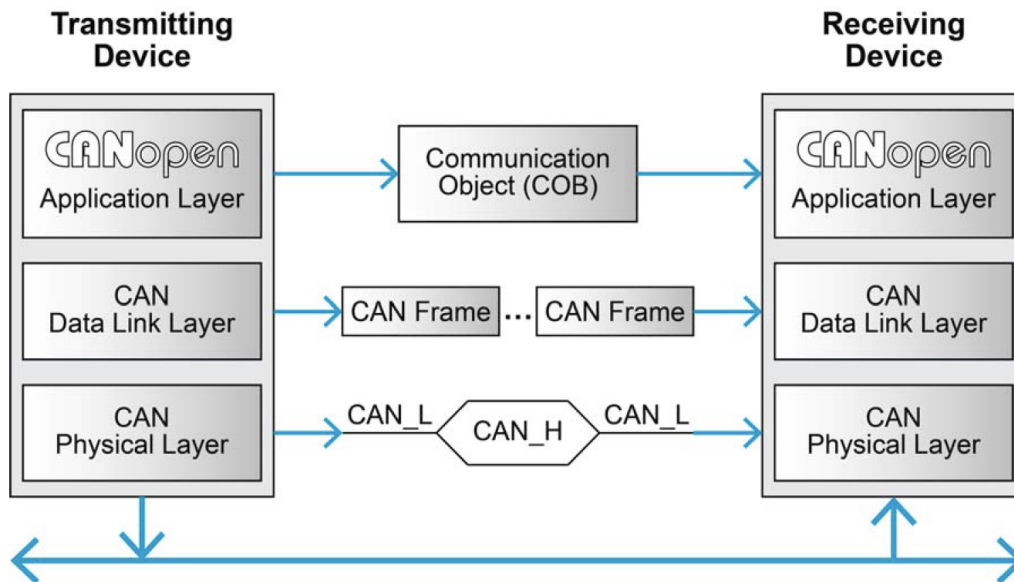 Transmitting
Device
Receiving
Device
CANopen
Application Layer
Communication
Object (COB)
CANopen
Application Layer
CAN
Data Link Layer
CAN Frame
...
CAN Frame
CAN
Data Link Layer
CAN
Physical Layer
CAN_L
CAN_H
CAN_L
CAN
Physical Layer